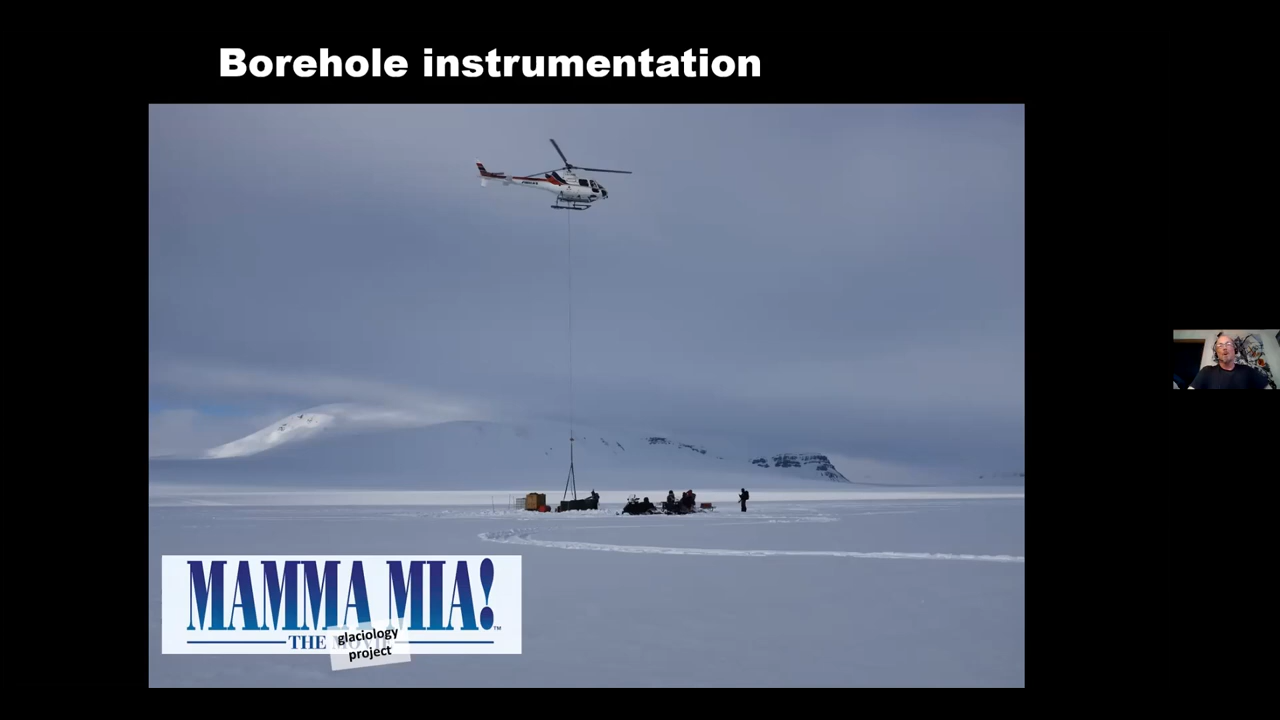 Borehole instrumentation
MAMMA MIA!
THE
glaciology
project